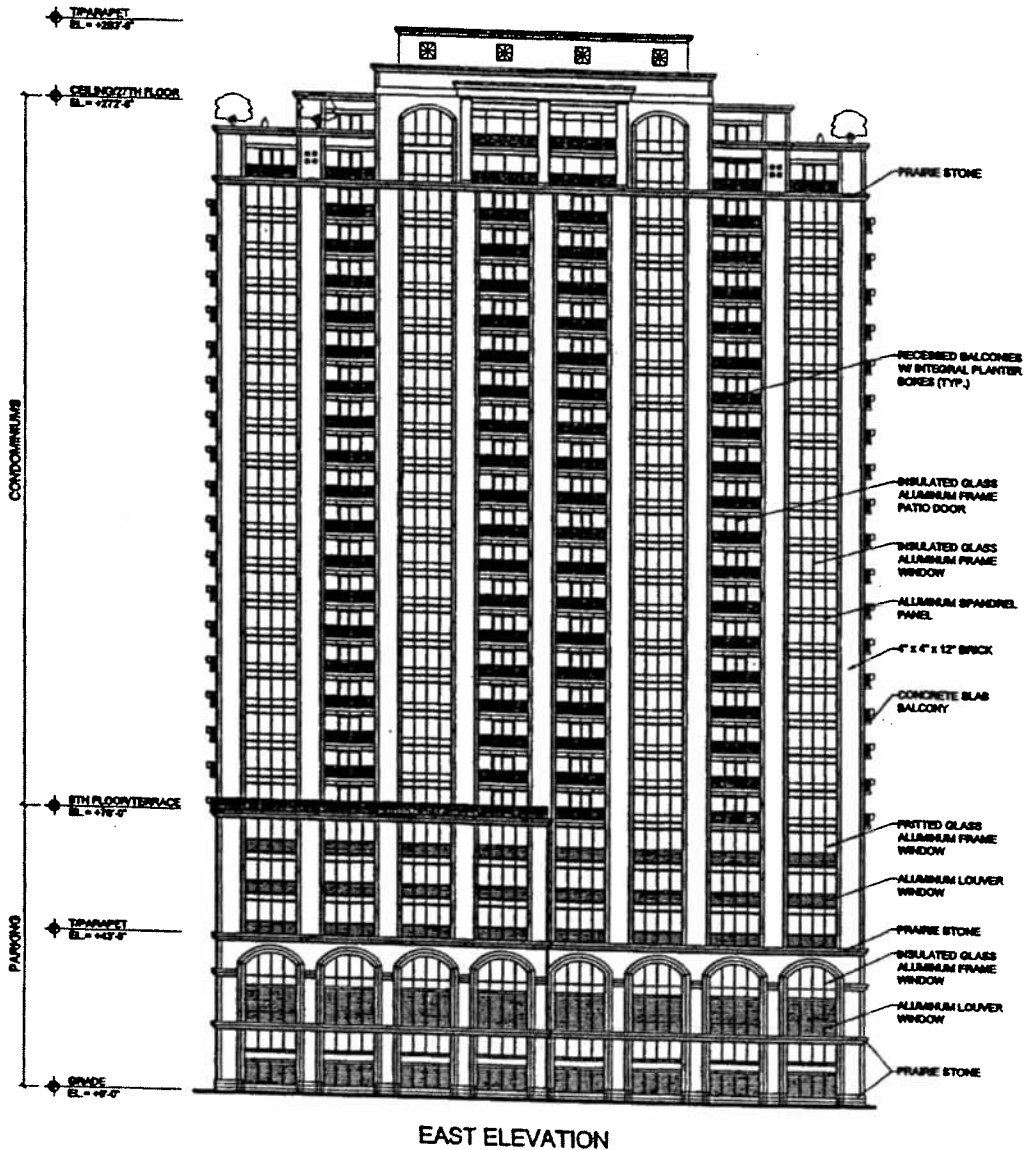 T/PARAPET
CEILING/27TH FLOOR
EL. = +272'-6"
PRAIRIE STONE
RECESSED BALCONIES
W/ INTEGRAL PLANTER
BOXES (TYP.)
CONDOMINIUMS
INSULATED GLASS
ALUMINUM FRAME
PATIO DOOR
INSULATED GLASS
ALUMINUM FRAME
WINDOW
ALUMINUM SPANDREL
PANEL
4" x 4" x 12" BRICK
CONCRETE SLAB
BALCONY
8TH FLOOR/TERRACE
FRITTED GLASS
ALUMINUM FRAME
WINDOW
ALUMINUM LOUVER
WINDOW
PARKING
T/PARAPET
PRAIRIE STONE
INSULATED GLASS
ALUMINUM FRAME
WINDOW
ALUMINUM LOUVER
WINDOW
PRAIRIE STONE
GRADE
EAST ELEVATION